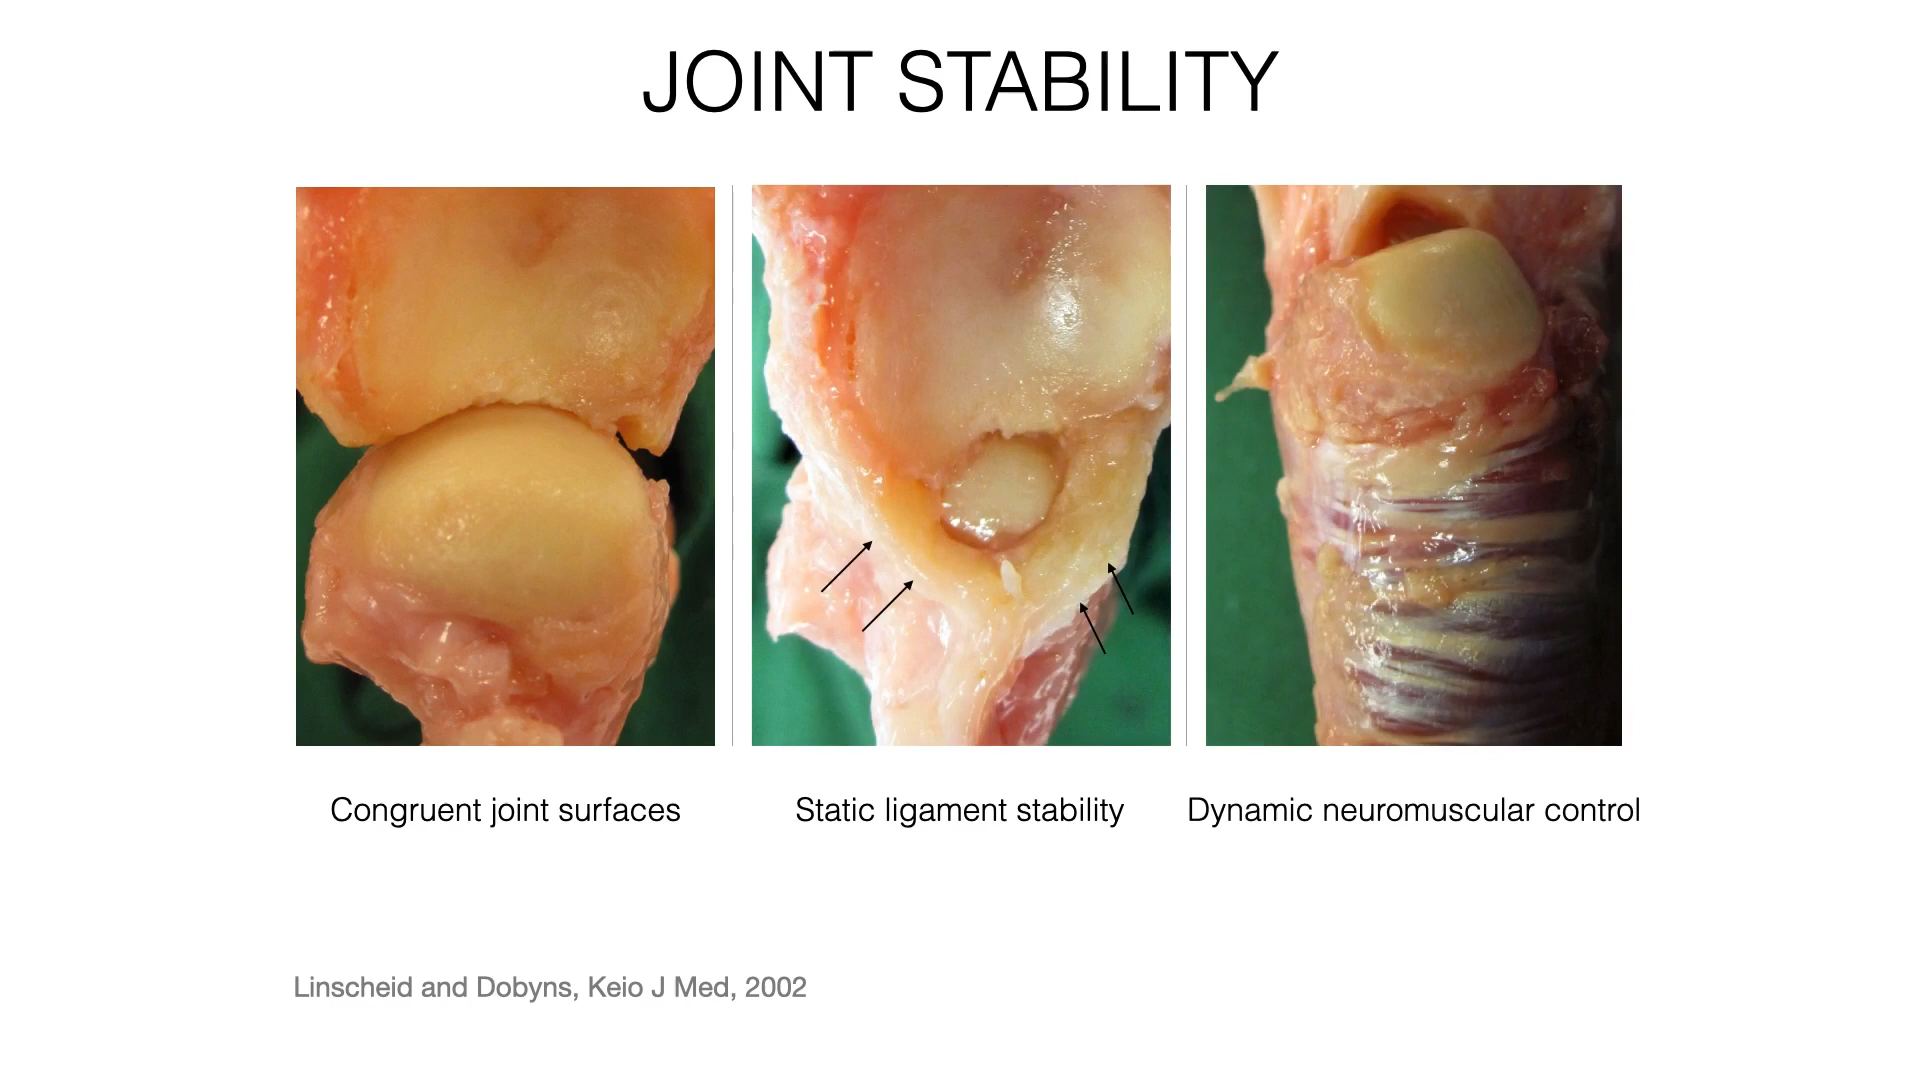 JOINT STABILITY
Congruent joint surfaces
Static ligament stability
Dynamic neuromuscular control
Linscheid and Dobyns, Keio J Med, 2002